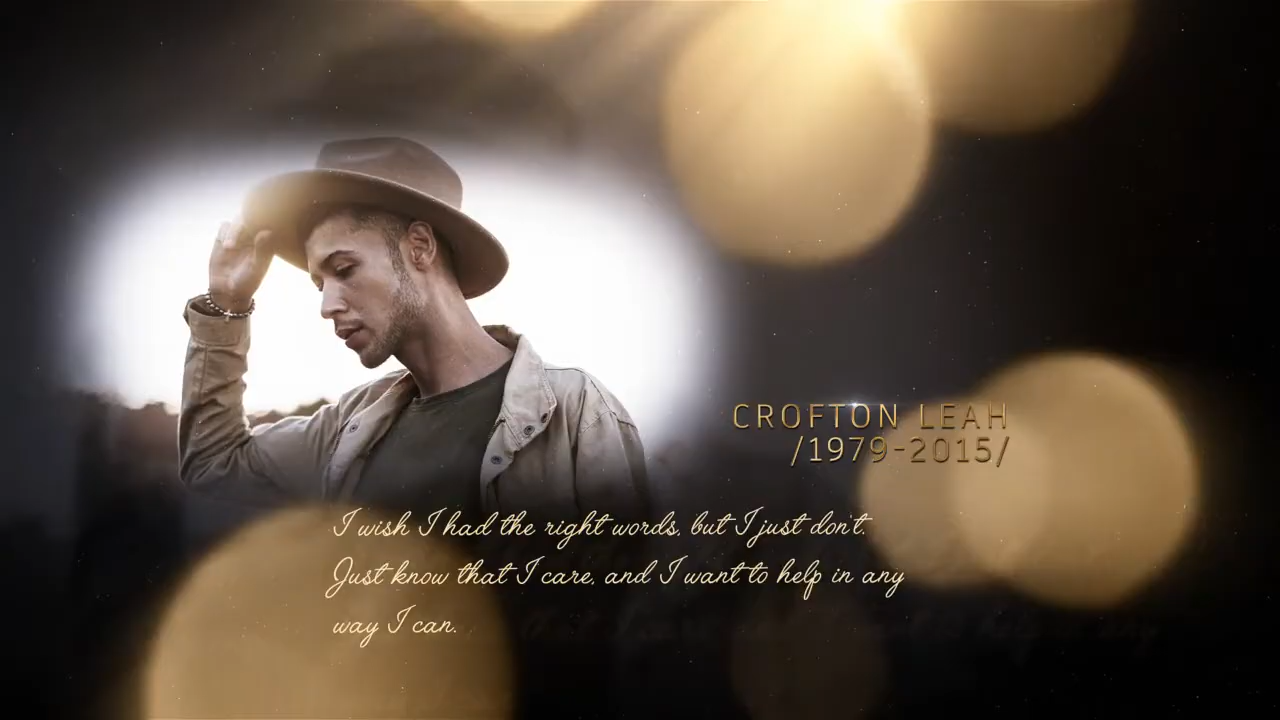 CROFTON LEAH
/1979-2015/
I wish I had the right words, but I just don't.
Just know that I care, and I want to help in any
way I can.